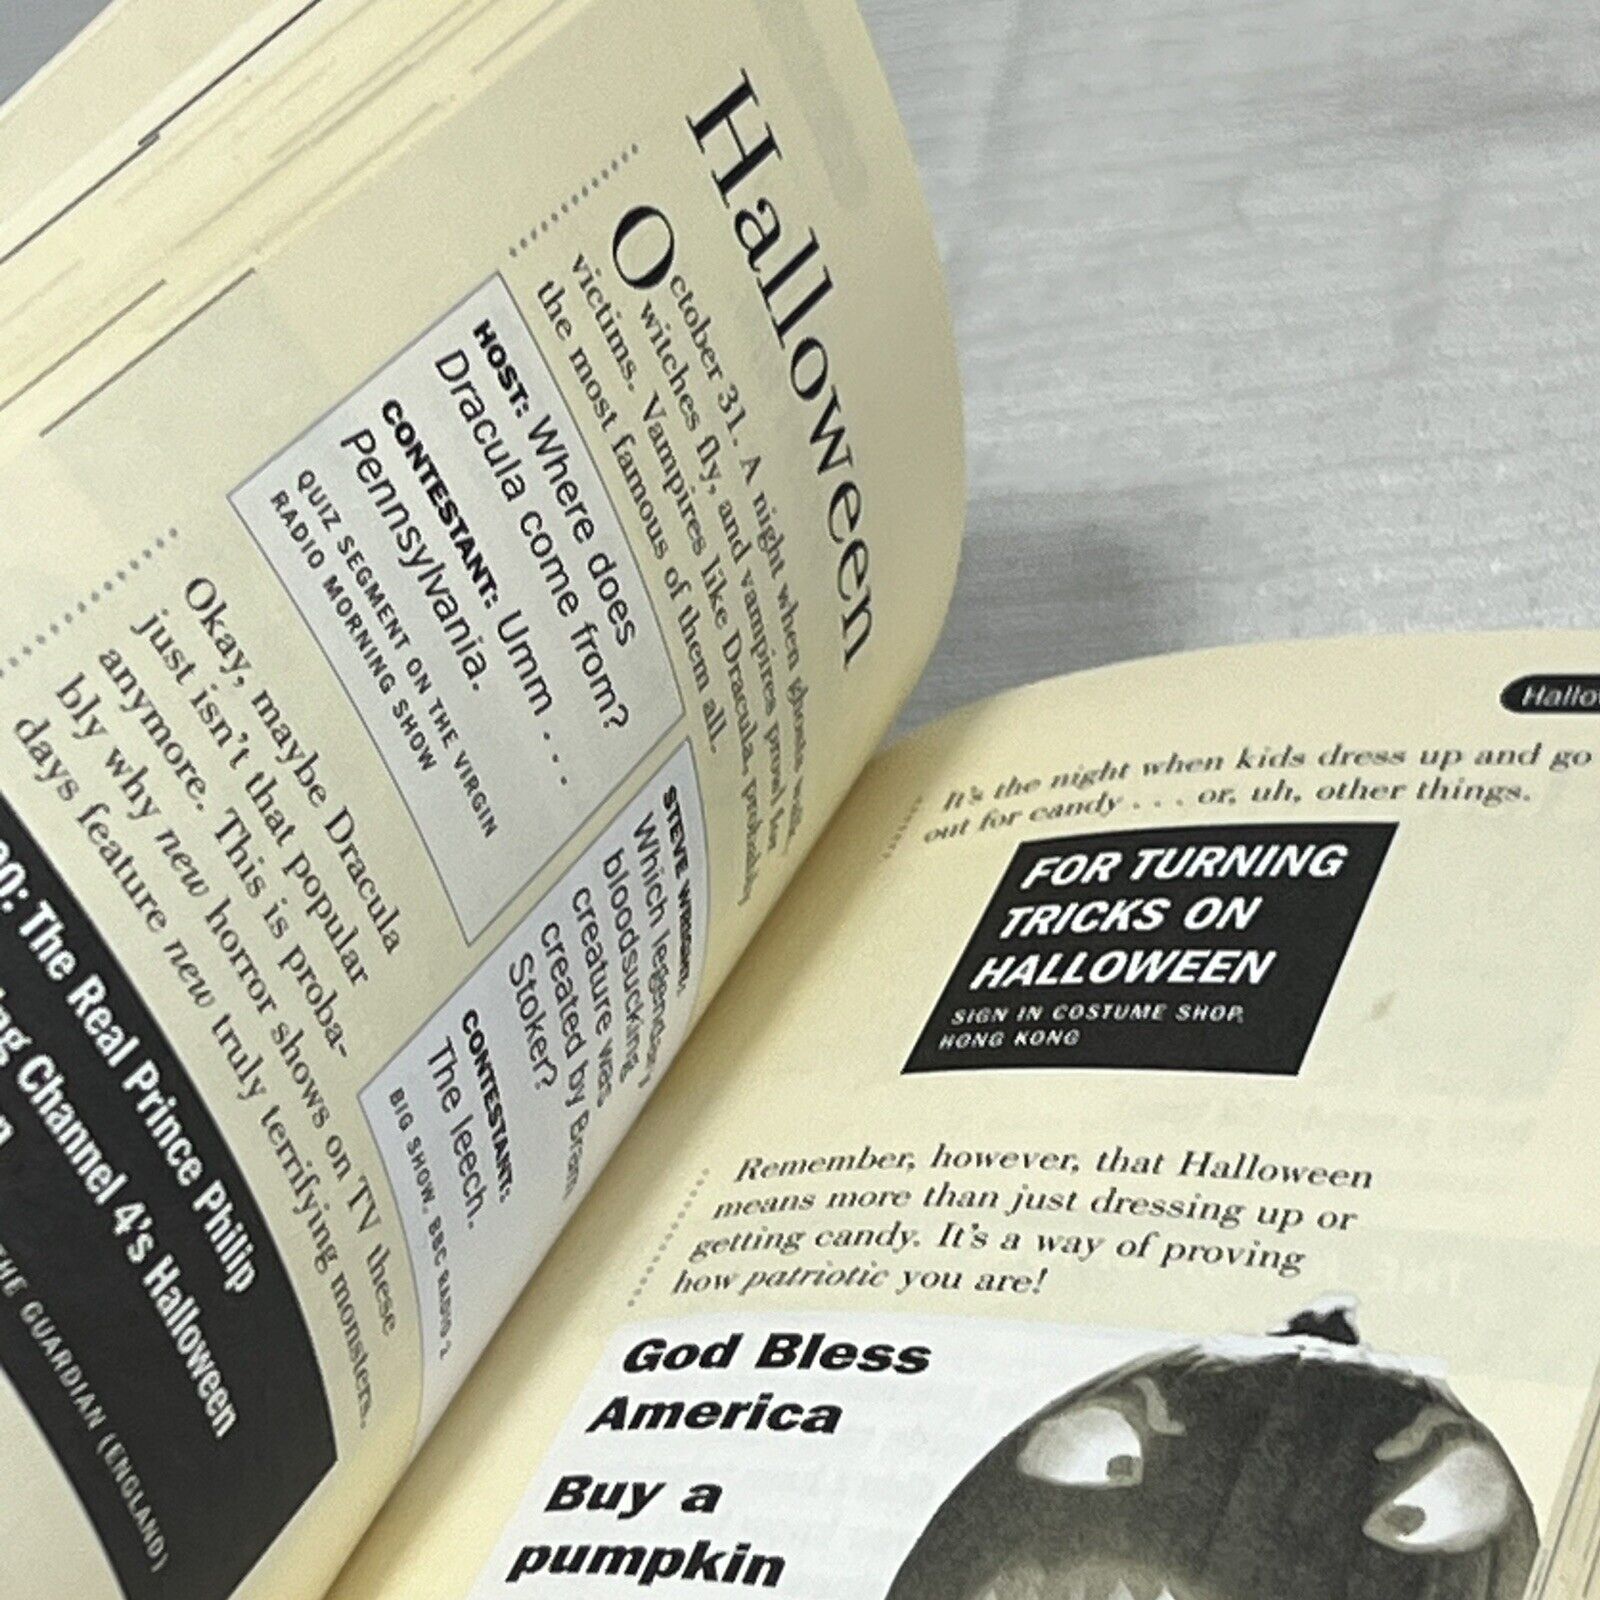 Halloween
October 31. A night when ghosts walk,
witches fly, and vampires prowl for
victims. Vampires like Dracula, probably
the most famous of them all.
HOST: Where does
Dracula come from?
CONTESTANT: Umm . . .
Pennsylvania.
QUIZ SEGMENT ON THE VIRGIN
RADIO MORNING SHOW
STEVE WRIGHT:
Which legendary
bloodsucking
creature was
created by Bram
Stoker?
CONTESTANT:
The leech.
BIG SHOW, BBC RADIO 2
Okay, maybe Dracula
just isn't that popular
anymore. This is proba-
bly why new horror shows on TV these
days feature new truly terrifying monsters.
00: The Real Prince Philip
Channel 4's Halloween
THE GUARDIAN (ENGLAND)
Hallo
It's the night when kids dress up and go
out for candy . . . or, uh, other things.
FOR TURNING
TRICKS ON
HALLOWEEN
SIGN IN COSTUME SHOP,
HONG KONG
Remember, however, that Halloween
means more than just dressing up or
getting candy. It's a way of proving
how patriotic you are!
God Bless
America
Buy a
pumpkin